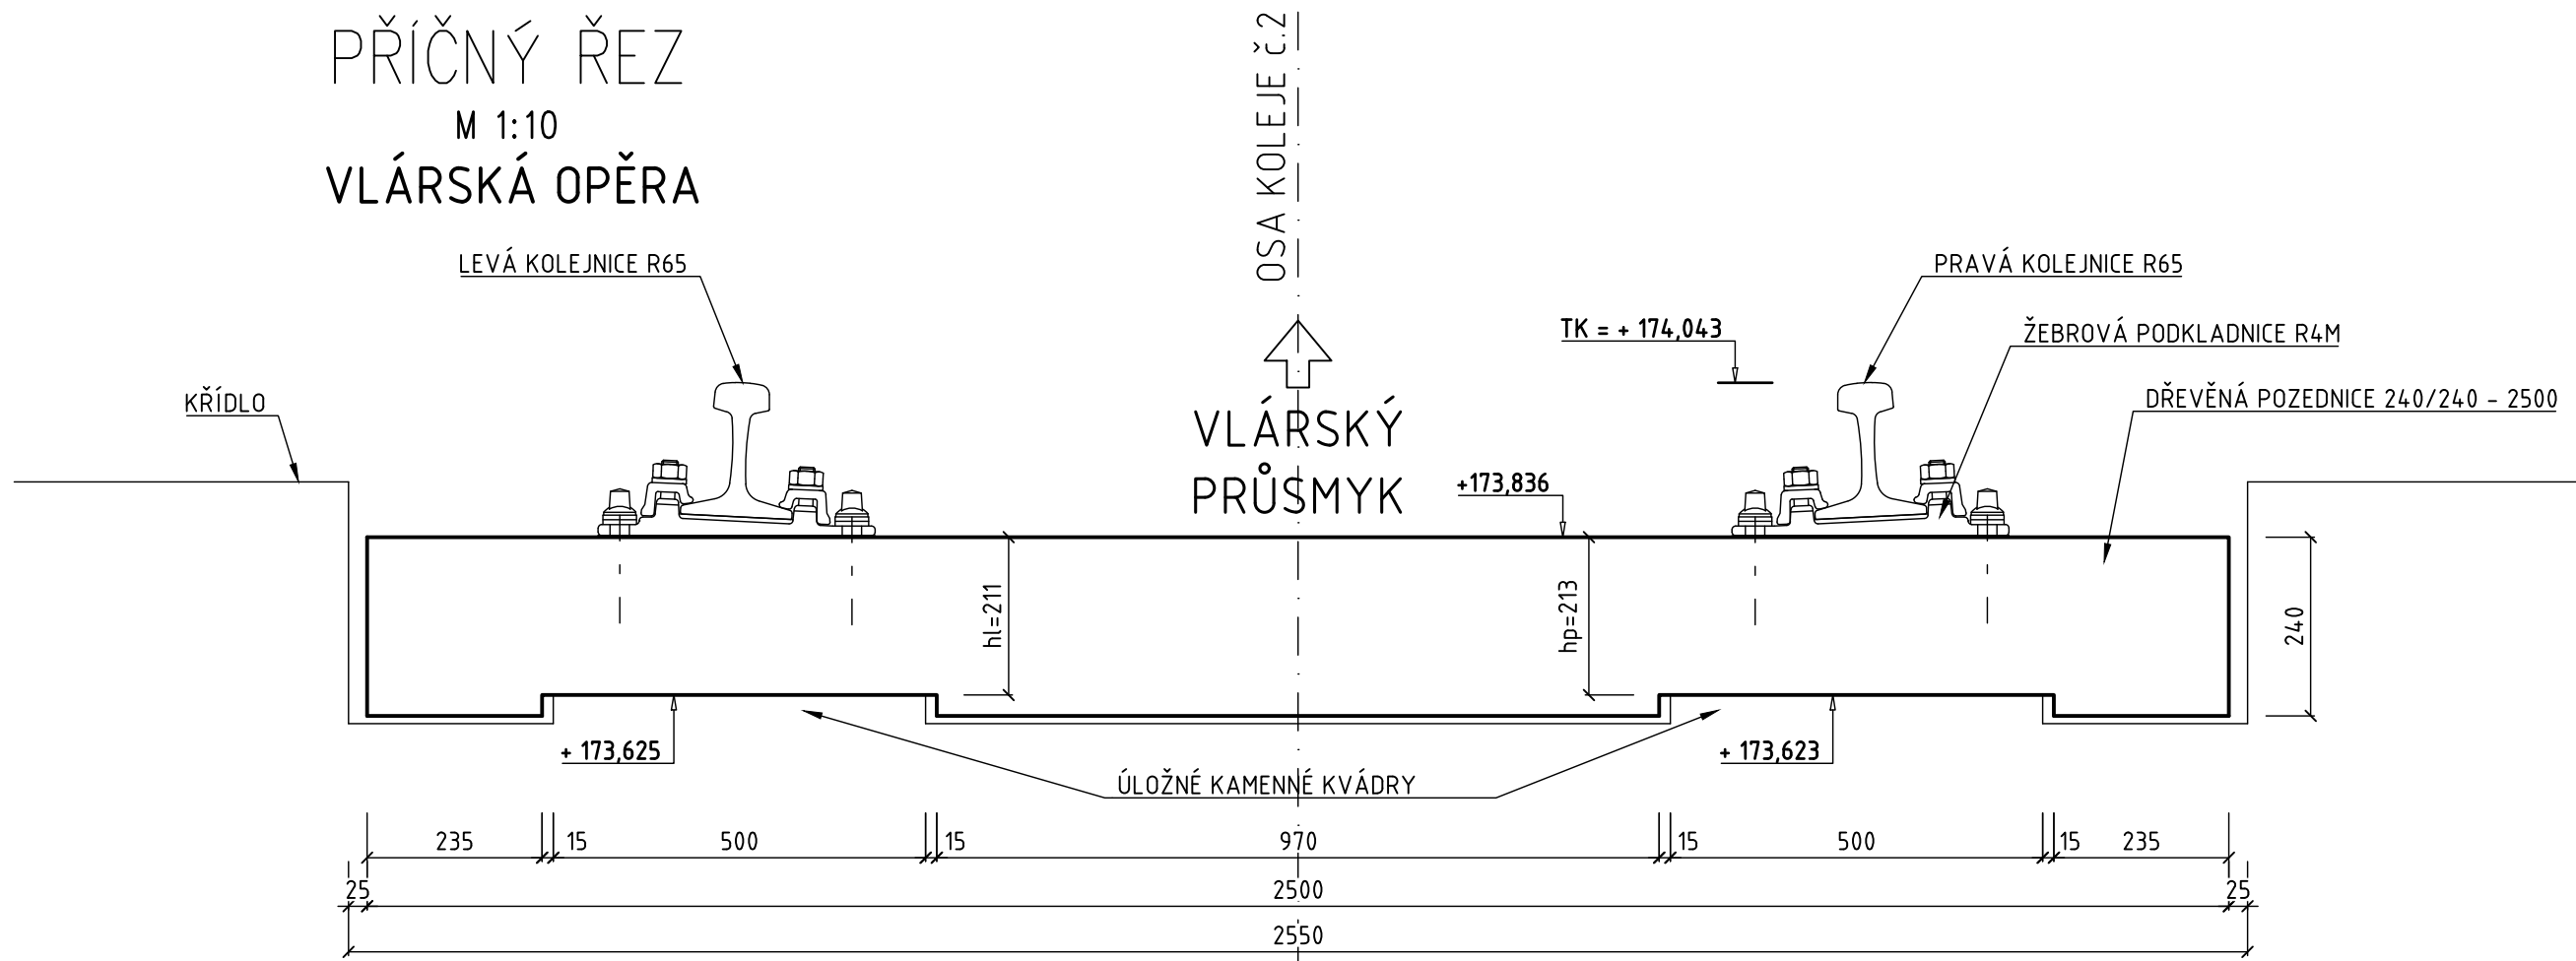 PŘÍČNÝ ŘEZ
M 1:10
VLÁRSKÁ OPĚRA
OSA KOLEJE č.2
LEVÁ KOLEJNICE R65
PRAVÁ KOLEJNICE R65
TK = + 174,043
ŽEBROVÁ PODKLADNICE R4M
KŘÍDLO
DŘEVĚNÁ POZEDNICE 240/240 - 2500
VLÁRSKÝ
PRŮSMYK
+173,836
hl=211
hp=213
240
+ 173,625
+ 173,623
ÚLOŽNÉ KAMENNÉ KVÁDRY
235 15 500 15 970 15 500 15 235
25 2500 25
2550